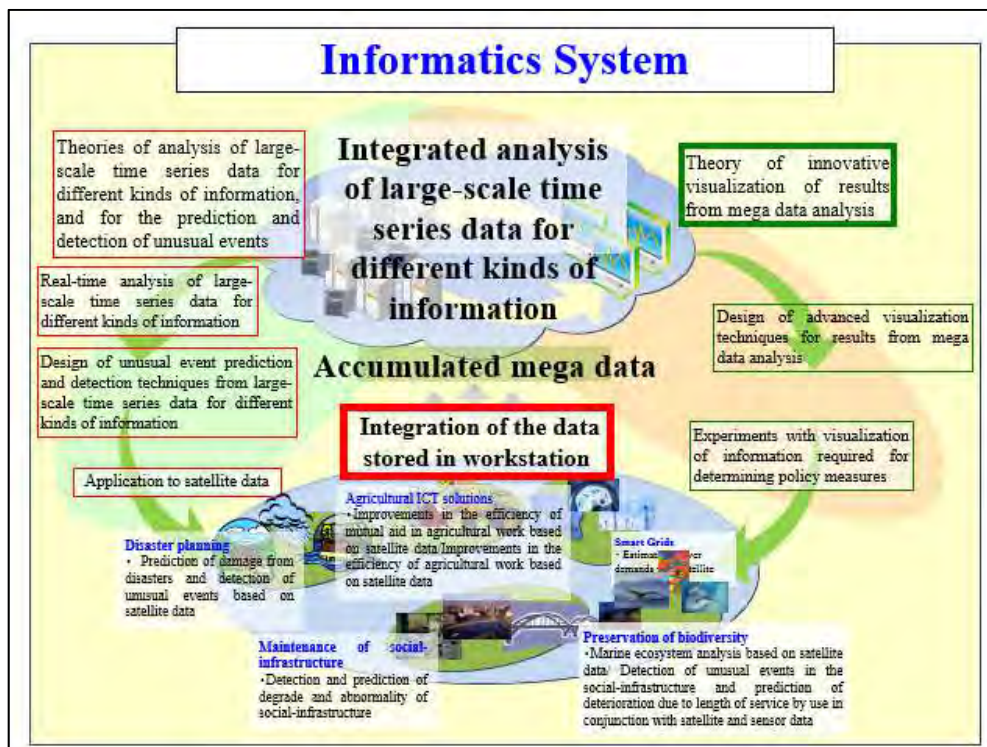 Informatics System
Theories of analysis of large-
scale time series data for
different kinds of information,
and for the prediction and
detection of unusual events
Integrated analysis
of large-scale time
series data for
different kinds of
information
Theory of innovative
visualization of results
from mega data analysis
Real-time analysis of large-
scale time series data for
different kinds of information
Design of advanced visualization
techniques for results from mega
data analysis
Design of unusual event prediction
and detection techniques from large-
scale time series data for different
kinds of information
Accumulated mega data
Integration of the data
stored in workstation
Experiments with visualization
of information required for
determining policy measures
Application to satellite data
Agricultural ICT solutions
・Improvements in the efficiency of
mutual aid in agricultural work
based on satellite data/Improvements in the
efficiency of agricultural work based
on satellite data
Disaster planning
・ Prediction of damage from
disasters and detection of
unusual events based on
satellite data
Smart Grids
・ Estimat
demands
Maintenance of social-
infrastructure
・Detection and prediction of
degrade and abnormality of
social-infrastructure
Preservation of biodiversity
・Marine ecosystem analysis based on satellite
data/ Detection of unusual events in the
social-infrastructure and prediction of
deterioration due to length of service by use in
conjunction with satellite and sensor data